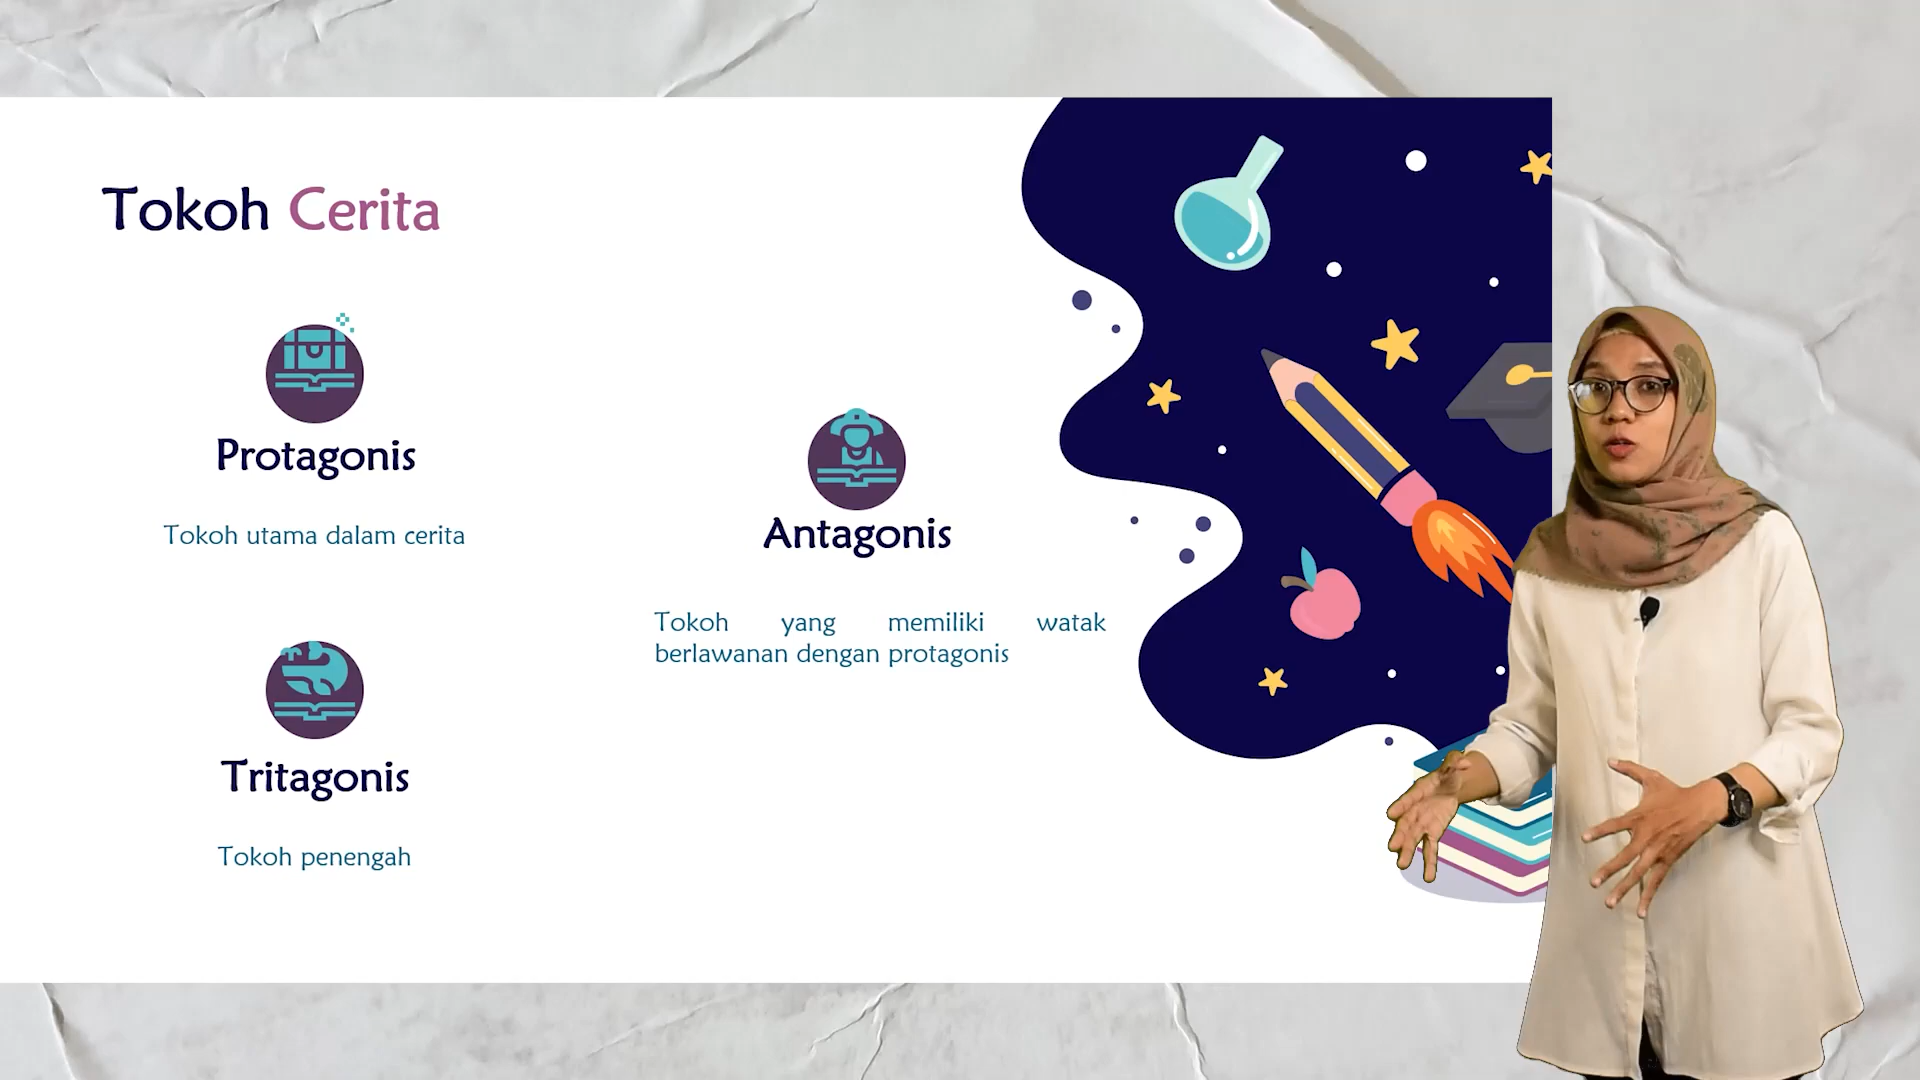 Tokoh Cerita
Protagonis
Tokoh utama dalam cerita
Antagonis
Tokoh yang memiliki watak
berlawanan dengan protagonis
Tritagonis
Tokoh penengah